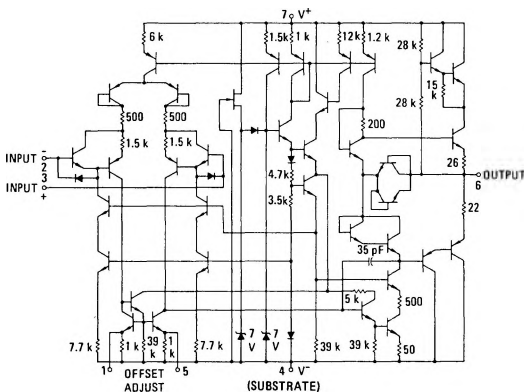 7 V+
6 k
1.5k
1 k
12k
1.2 k
28 k
15
k
500
500
28k
200
1.5 k
1.5k
INPUT -
2
3
INPUT +
26
6
OUTPUT
4.7k
22
3.5k
35 pF
5 k
500
7
V
7
V
7.7 k
1 k
39
k
1
k
7.7 k
39 k
39 k
50
1
OFFSET
ADJUST
5
4 V-
(SUBSTRATE)